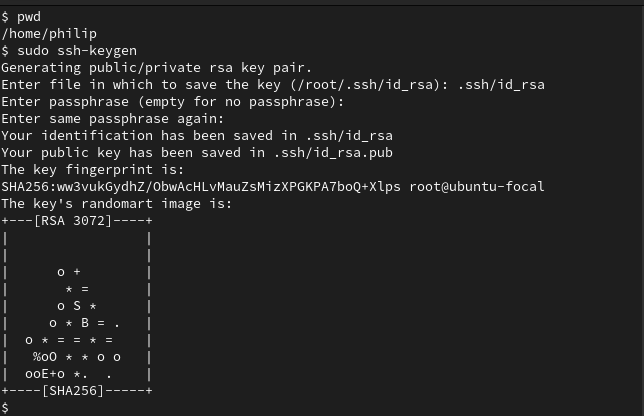 $ pwd
/home/philip
$ sudo ssh-keygen
Generating public/private rsa key pair.
Enter file in which to save the key (/root/.ssh/id_rsa): .ssh/id_rsa
Enter passphrase (empty for no passphrase):
Enter same passphrase again:
Your identification has been saved in .ssh/id_rsa
Your public key has been saved in .ssh/id_rsa.pub
The key fingerprint is:
SHA256:ww3vukGydhZ/ObwAcHLvMauZsMizXPGKPA7boQ+Xlps root@ubuntu-focal
The key's randomart image is:
+---[RSA 3072]----+
|                 |
|                 |
|      o +        |
|       * =       |
|      o S *      |
|     o * B = .   |
|  o * = = * =    |
|   %oO * * o o   |
|  ooE+o *.  .    |
+----[SHA256]-----+
$